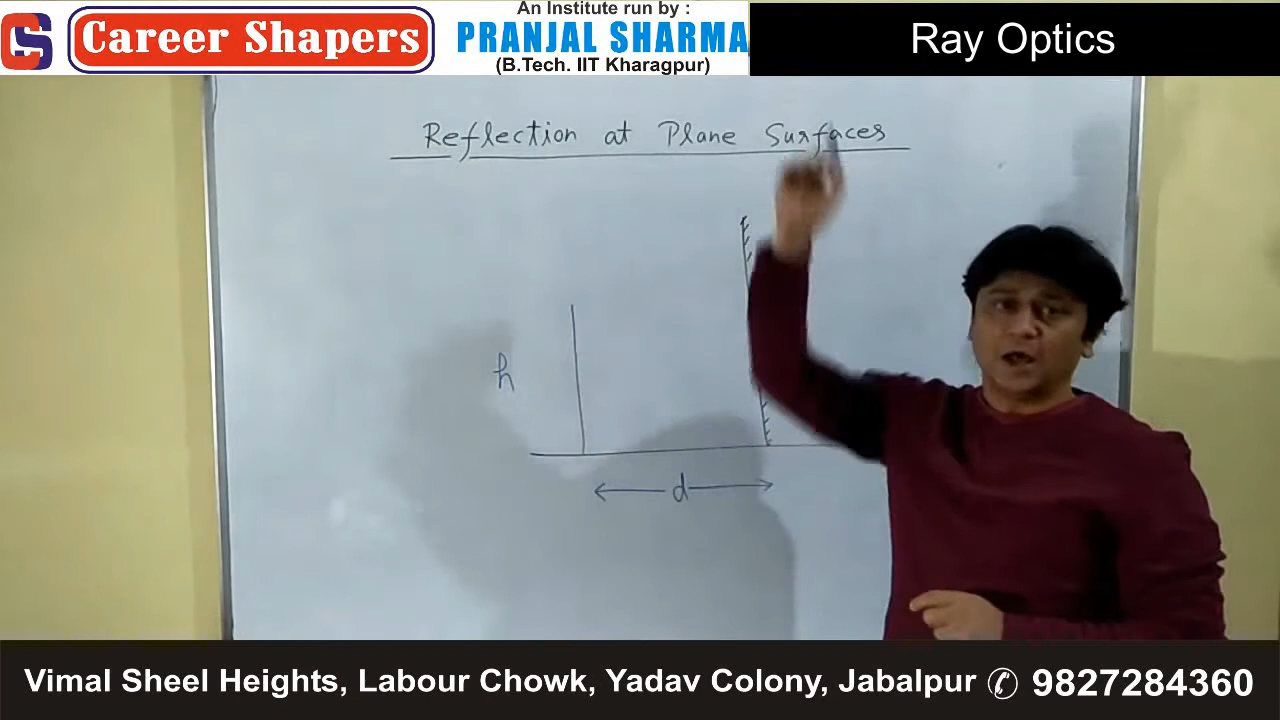 An Institute run by :
CS Career Shapers
PRANJAL SHARMA
(B.Tech. IIT Kharagpur)
Ray Optics
Reflection at Plane Surfaces
h
d
Vimal Sheel Heights, Labour Chowk, Yadav Colony, Jabalpur ✆ 9827284360